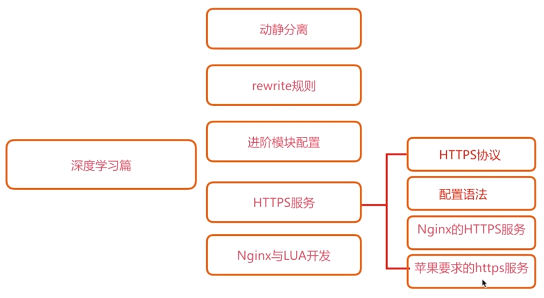 深度学习篇
动静分离
rewrite规则
进阶模块配置
HTTPS服务
Nginx与LUA开发
HTTPS协议
配置语法
Nginx的HTTPS服务
苹果要求的https服务